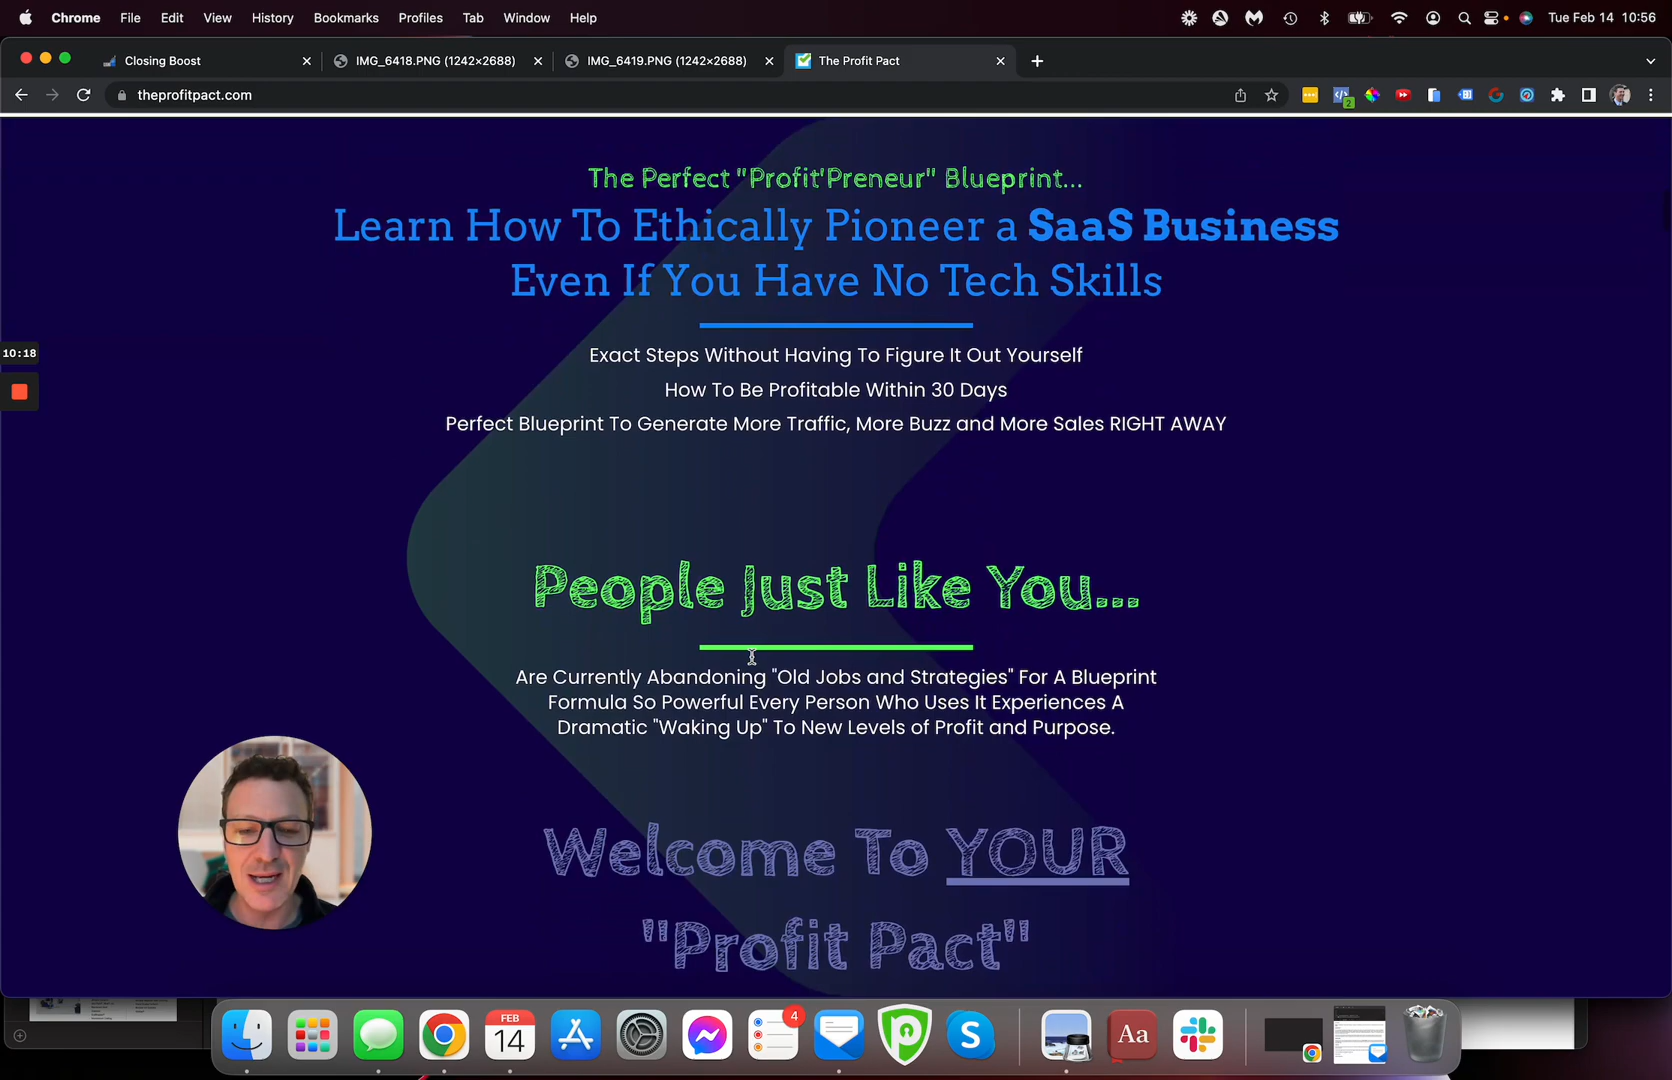 Chrome File Edit View History Bookmarks Profiles Tab Window Help Tue Feb 14 10:56
Closing Boost IMG_6418.PNG (1242×2688) IMG_6419.PNG (1242×2688) The Profit Pact
theprofitpact.com
2
The Perfect "Profit'Preneur" Blueprint...
Learn How To Ethically Pioneer a SaaS Business
Even If You Have No Tech Skills
10:18
Exact Steps Without Having To Figure It Out Yourself
How To Be Profitable Within 30 Days
Perfect Blueprint To Generate More Traffic, More Buzz and More Sales RIGHT AWAY
People Just Like You...
Are Currently Abandoning "Old Jobs and Strategies" For A Blueprint
Formula So Powerful Every Person Who Uses It Experiences A
Dramatic "Waking Up" To New Levels of Profit and Purpose.
Welcome To YOUR
"Profit Pact"
FEB
14
4
S
Aa